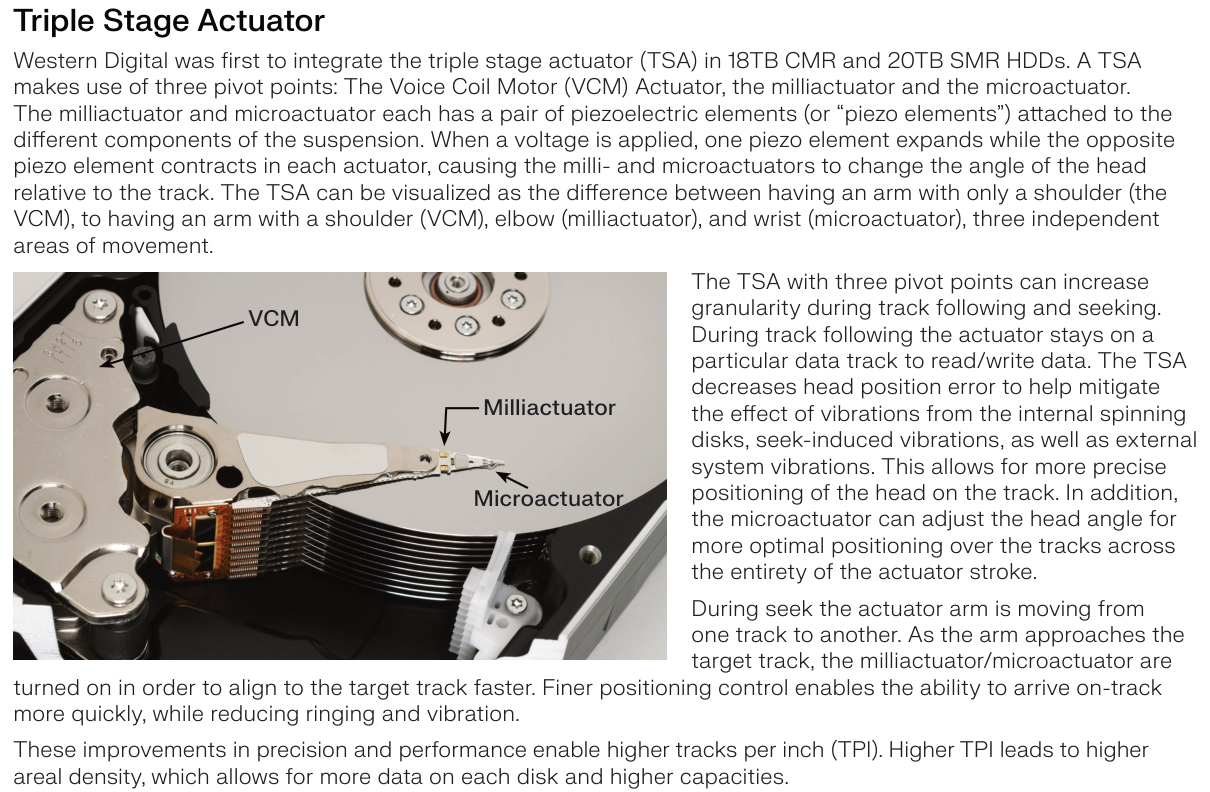 Triple Stage Actuator
Western Digital was first to integrate the triple stage actuator (TSA) in 18TB CMR and 20TB SMR HDDs. A TSA
makes use of three pivot points: The Voice Coil Motor (VCM) Actuator, the milliactuator and the microactuator.
The milliactuator and microactuator each has a pair of piezoelectric elements (or “piezo elements”) attached to the
different components of the suspension. When a voltage is applied, one piezo element expands while the opposite
piezo element contracts in each actuator, causing the milli- and microactuators to change the angle of the head
relative to the track. The TSA can be visualized as the difference between having an arm with only a shoulder (the
VCM), to having an arm with a shoulder (VCM), elbow (milliactuator), and wrist (microactuator), three independent
areas of movement.
VCM
Milliactuator
Microactuator
The TSA with three pivot points can increase
granularity during track following and seeking.
During track following the actuator stays on a
particular data track to read/write data. The TSA
decreases head position error to help mitigate
the effect of vibrations from the internal spinning
disks, seek-induced vibrations, as well as external
system vibrations. This allows for more precise
positioning of the head on the track. In addition,
the microactuator can adjust the head angle for
more optimal positioning over the tracks across
the entirety of the actuator stroke.
During seek the actuator arm is moving from
one track to another. As the arm approaches the
target track, the milliactuator/microactuator are
turned on in order to align to the target track faster. Finer positioning control enables the ability to arrive on-track
more quickly, while reducing ringing and vibration.
These improvements in precision and performance enable higher tracks per inch (TPI). Higher TPI leads to higher
areal density, which allows for more data on each disk and higher capacities.